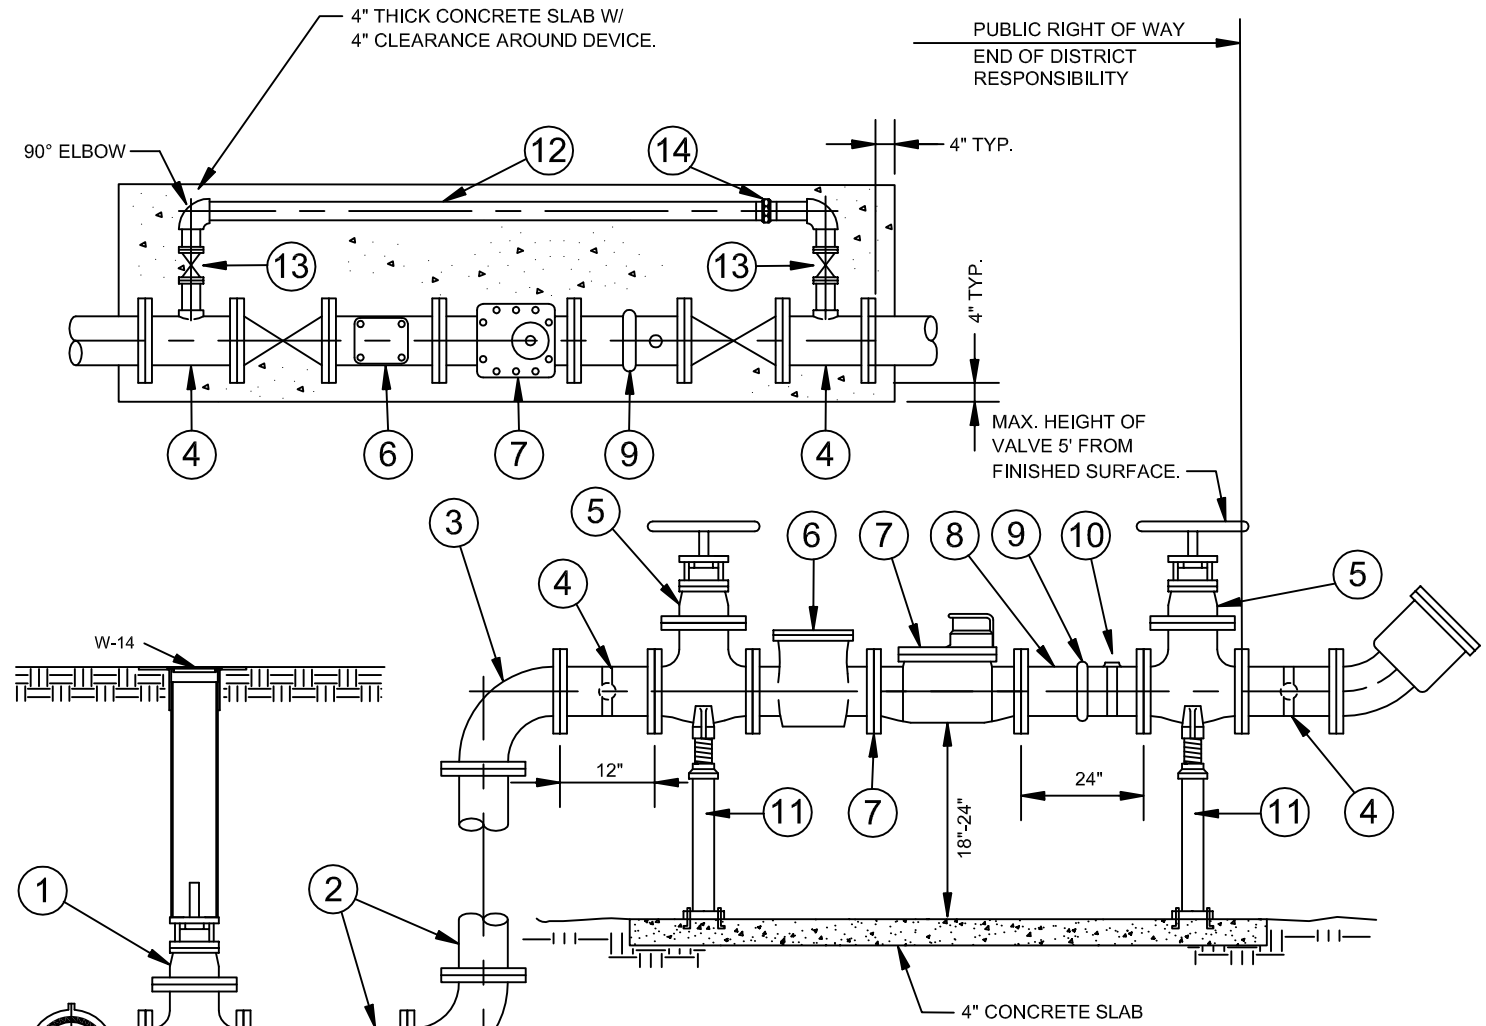 4" THICK CONCRETE SLAB W/
4" CLEARANCE AROUND DEVICE.
PUBLIC RIGHT OF WAY
END OF DISTRICT
RESPONSIBILITY
90° ELBOW
12
14
4" TYP.
13
13
4" TYP.
4
6
7
9
4
MAX. HEIGHT OF
VALVE 5' FROM
FINISHED SURFACE.
3
5
6
7
8
9
10
4
5
W-14
12"
24"
11
7
18"-24"
11
4
1
2
4" CONCRETE SLAB